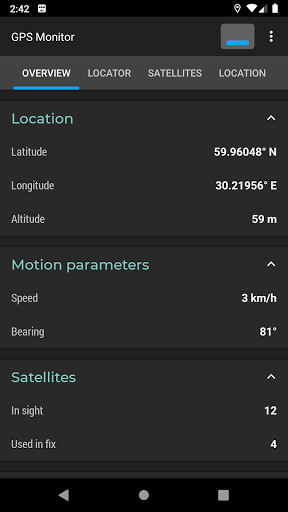 2:42
GPS Monitor
OVERVIEW LOCATOR SATELLITES LOCATION
Location
Latitude 59.96048° N
Longitude 30.21956° E
Altitude 59 m
Motion parameters
Speed 3 km/h
Bearing 81°
Satellites
In sight 12
Used in fix 4